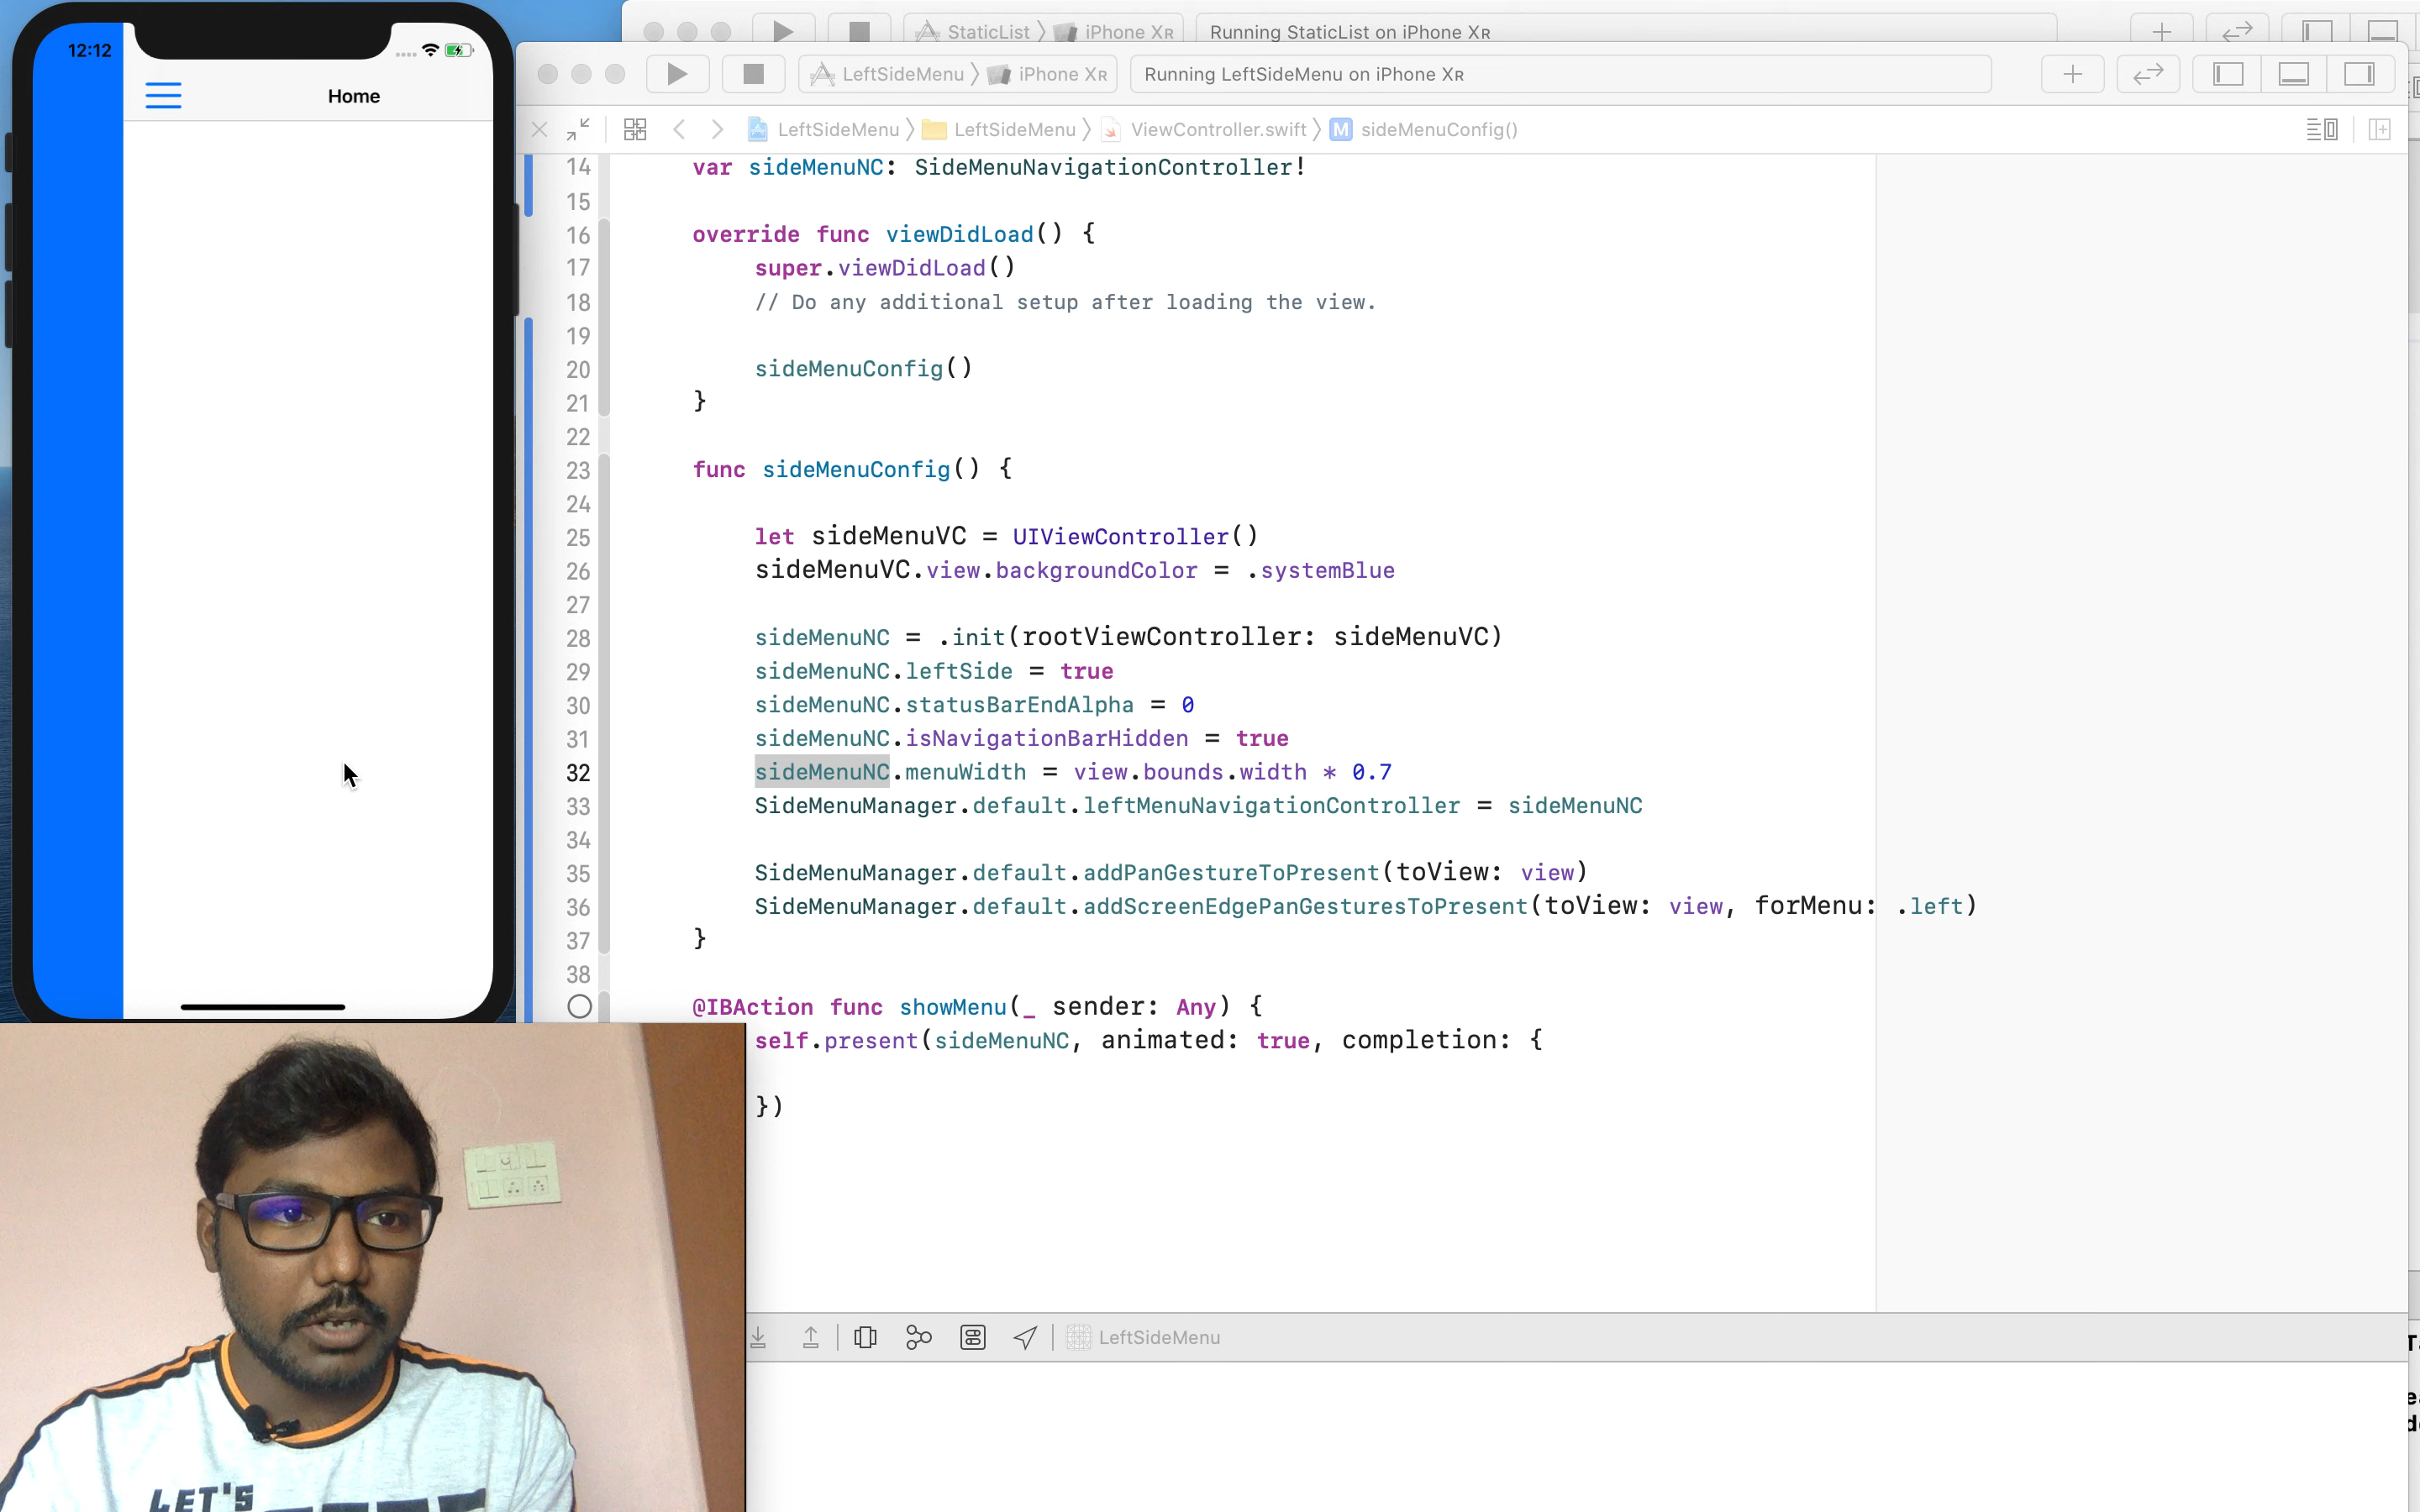 StaticList 〉 iPhone XR
Running StaticList on iPhone XR
LeftSideMenu 〉 iPhone XR
Running LeftSideMenu on iPhone XR
LeftSideMenu 〉 LeftSideMenu 〉 ViewController.swift 〉 M sideMenuConfig()
12:12
Home
14 var sideMenuNC: SideMenuNavigationController!
15
16 override func viewDidLoad() {
17 super.viewDidLoad()
18 // Do any additional setup after loading the view.
19
20 sideMenuConfig()
21 }
22
23 func sideMenuConfig() {
24
25 let sideMenuVC = UIViewController()
26 sideMenuVC.view.backgroundColor = .systemBlue
27
28 sideMenuNC = .init(rootViewController: sideMenuVC)
29 sideMenuNC.leftSide = true
30 sideMenuNC.statusBarEndAlpha = 0
31 sideMenuNC.isNavigationBarHidden = true
32 sideMenuNC.menuWidth = view.bounds.width * 0.7
33 SideMenuManager.default.leftMenuNavigationController = sideMenuNC
34
35 SideMenuManager.default.addPanGestureToPresent(toView: view)
36 SideMenuManager.default.addScreenEdgePanGesturesToPresent(toView: view, forMenu: .left)
37 }
38
@IBAction func showMenu(_ sender: Any) {
self.present(sideMenuNC, animated: true, completion: {
})
LeftSideMenu
LET'S